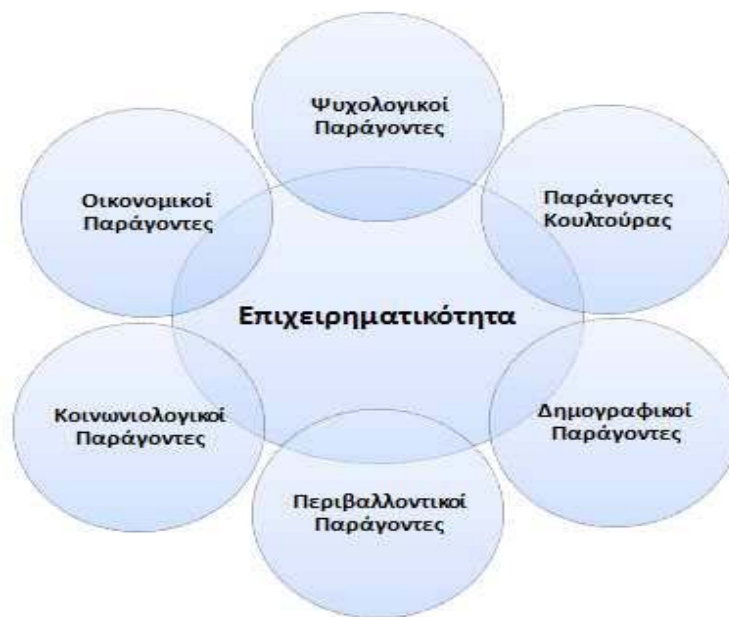 Ψυχολογικοί
Παράγοντες
Οικονομικοί
Παράγοντες
Παράγοντες
Κουλτούρας
Επιχειρηματικότητα
Κοινωνιολογικοί
Παράγοντες
Δημογραφικοί
Παράγοντες
Περιβαλλοντικοί
Παράγοντες